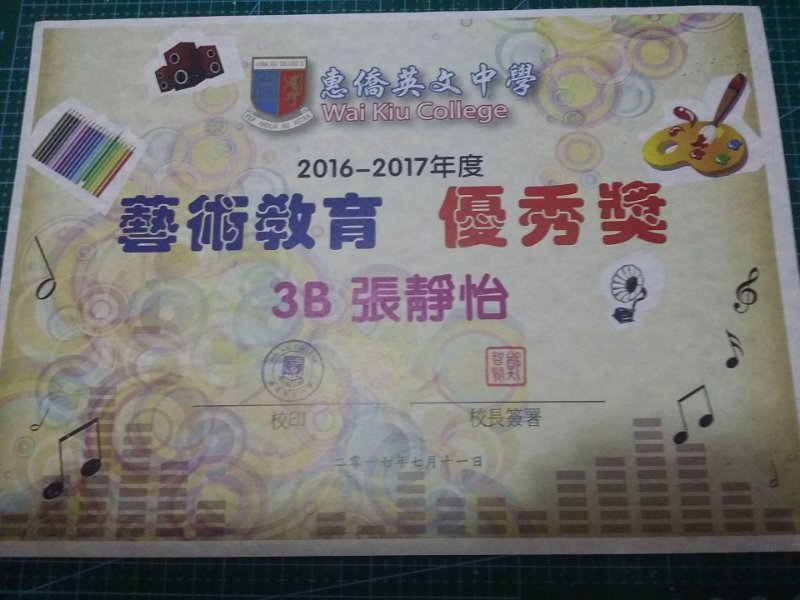 惠僑英文中學
Wai Kiu College
2016-2017年度
藝術教育 優秀獎
3B 張靜怡
校印
校長簽署
二零一七年七月十一日